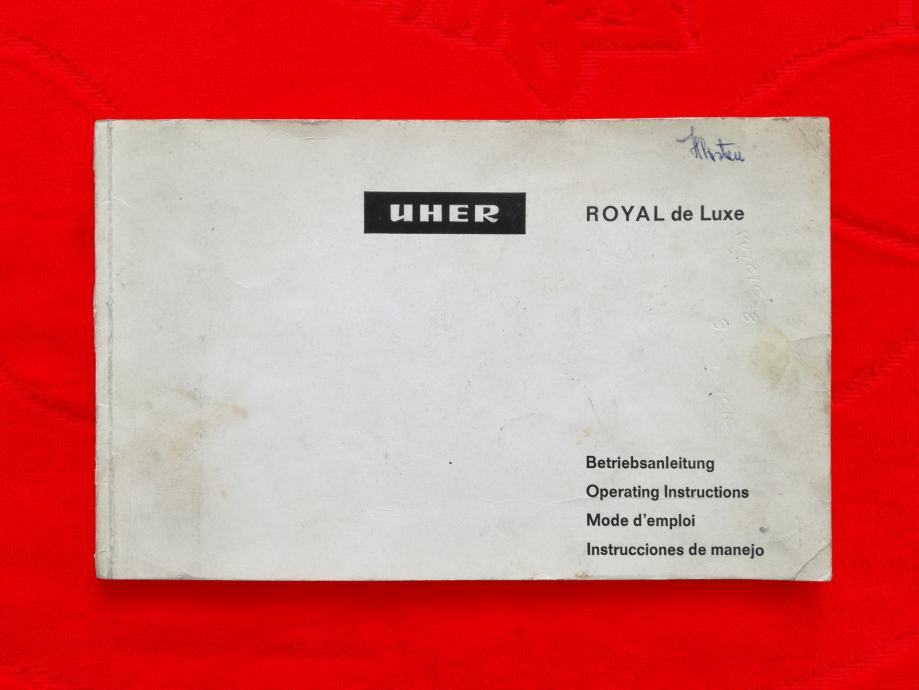 UHER
ROYAL de Luxe
Betriebsanleitung
Operating Instructions
Mode d'emploi
Instrucciones de manejo